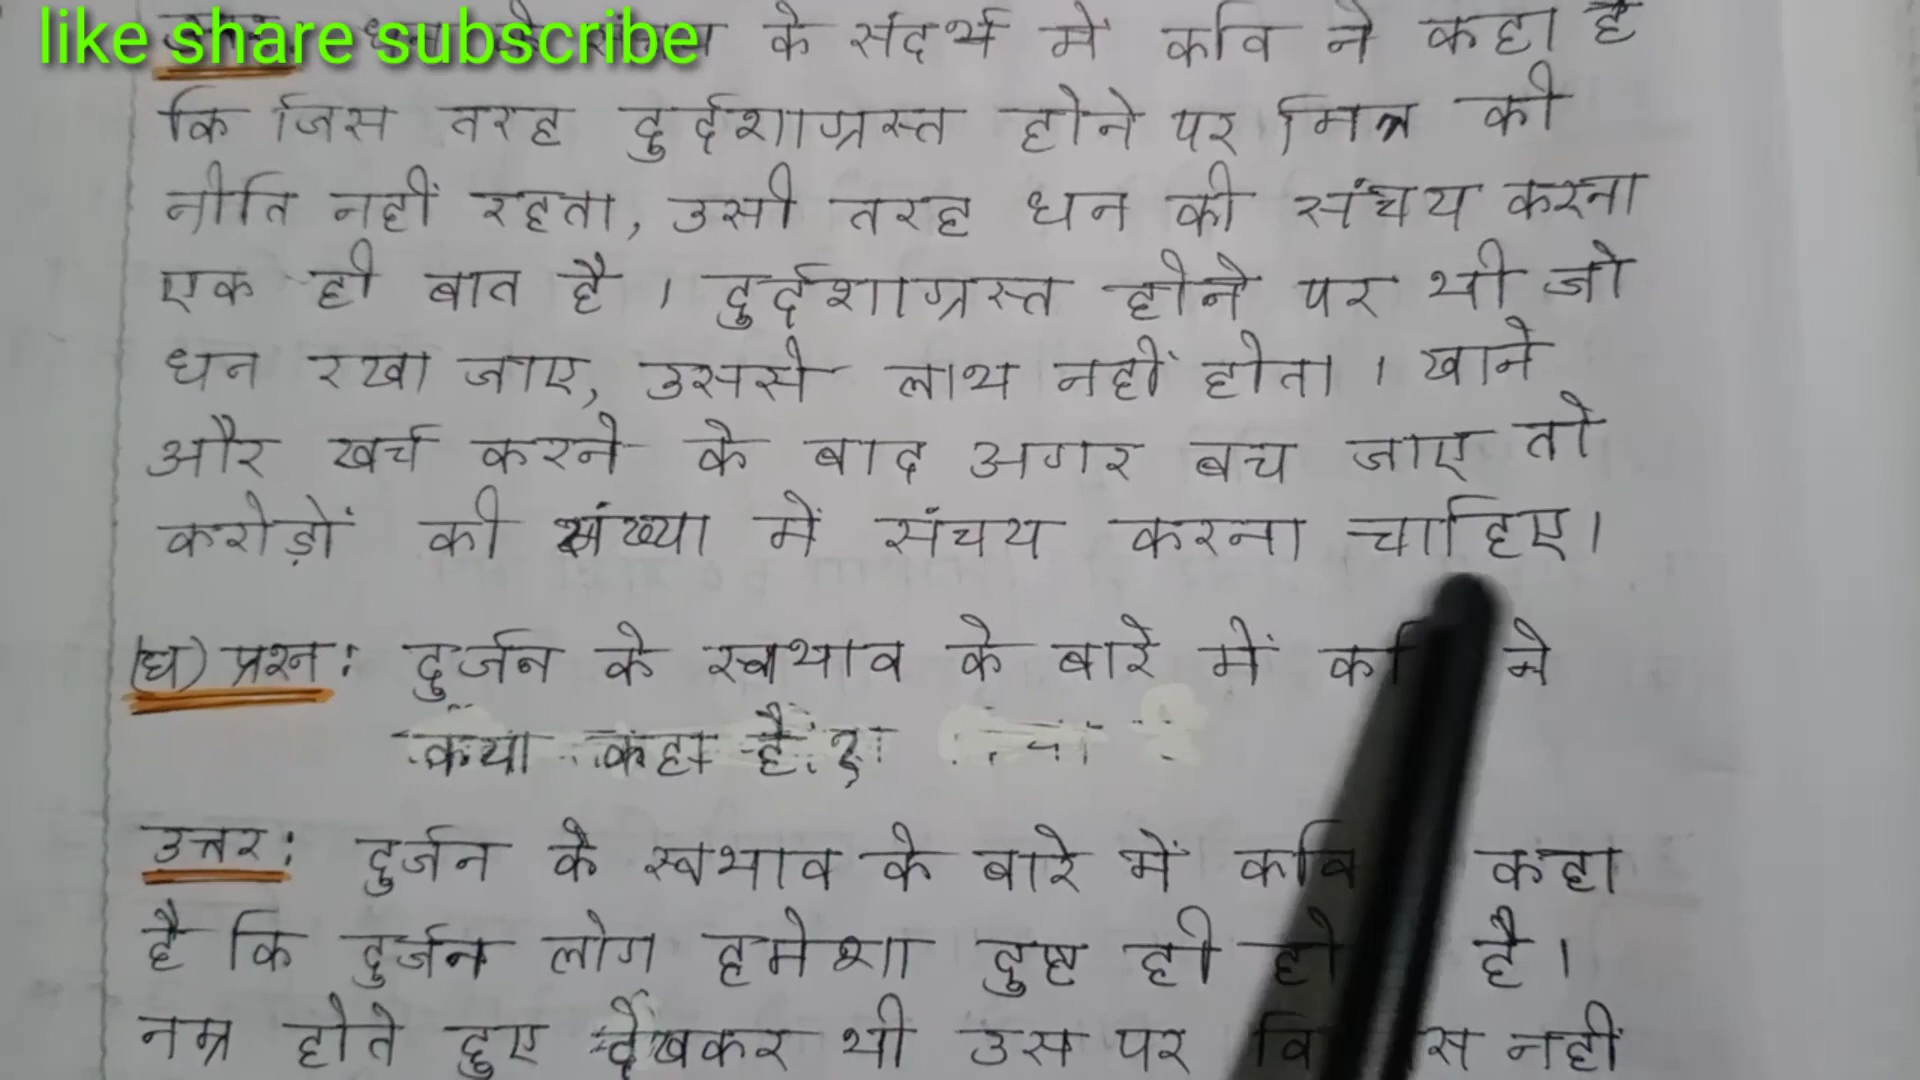 like share subscribe
के संदर्भ में कवि ने कहा है
कि जिस तरह दुर्दशाग्रस्त होने पर मित्र की
नीति नहीं रहता, उसी तरह धन की संचय करना
एक ही बात है । दुर्दशाग्रस्त होने पर भी जो
धन रखा जाए, उससे लाभ नहीं होता । खाने
और खर्च करने के बाद अगर बच जाए तो
करोड़ों की संख्या में संचय करना चाहिए।
(घ) प्रश्न: दुर्जन के स्वभाव के बारे में ने
क्या कहा है ?
उत्तर: दुर्जन के स्वभाव के बारे में कवि कहा
है कि दुर्जन लोग हमेशा दुष्ट ही है ।
नम्र होते हुए देखकर भी उस पर नहीं